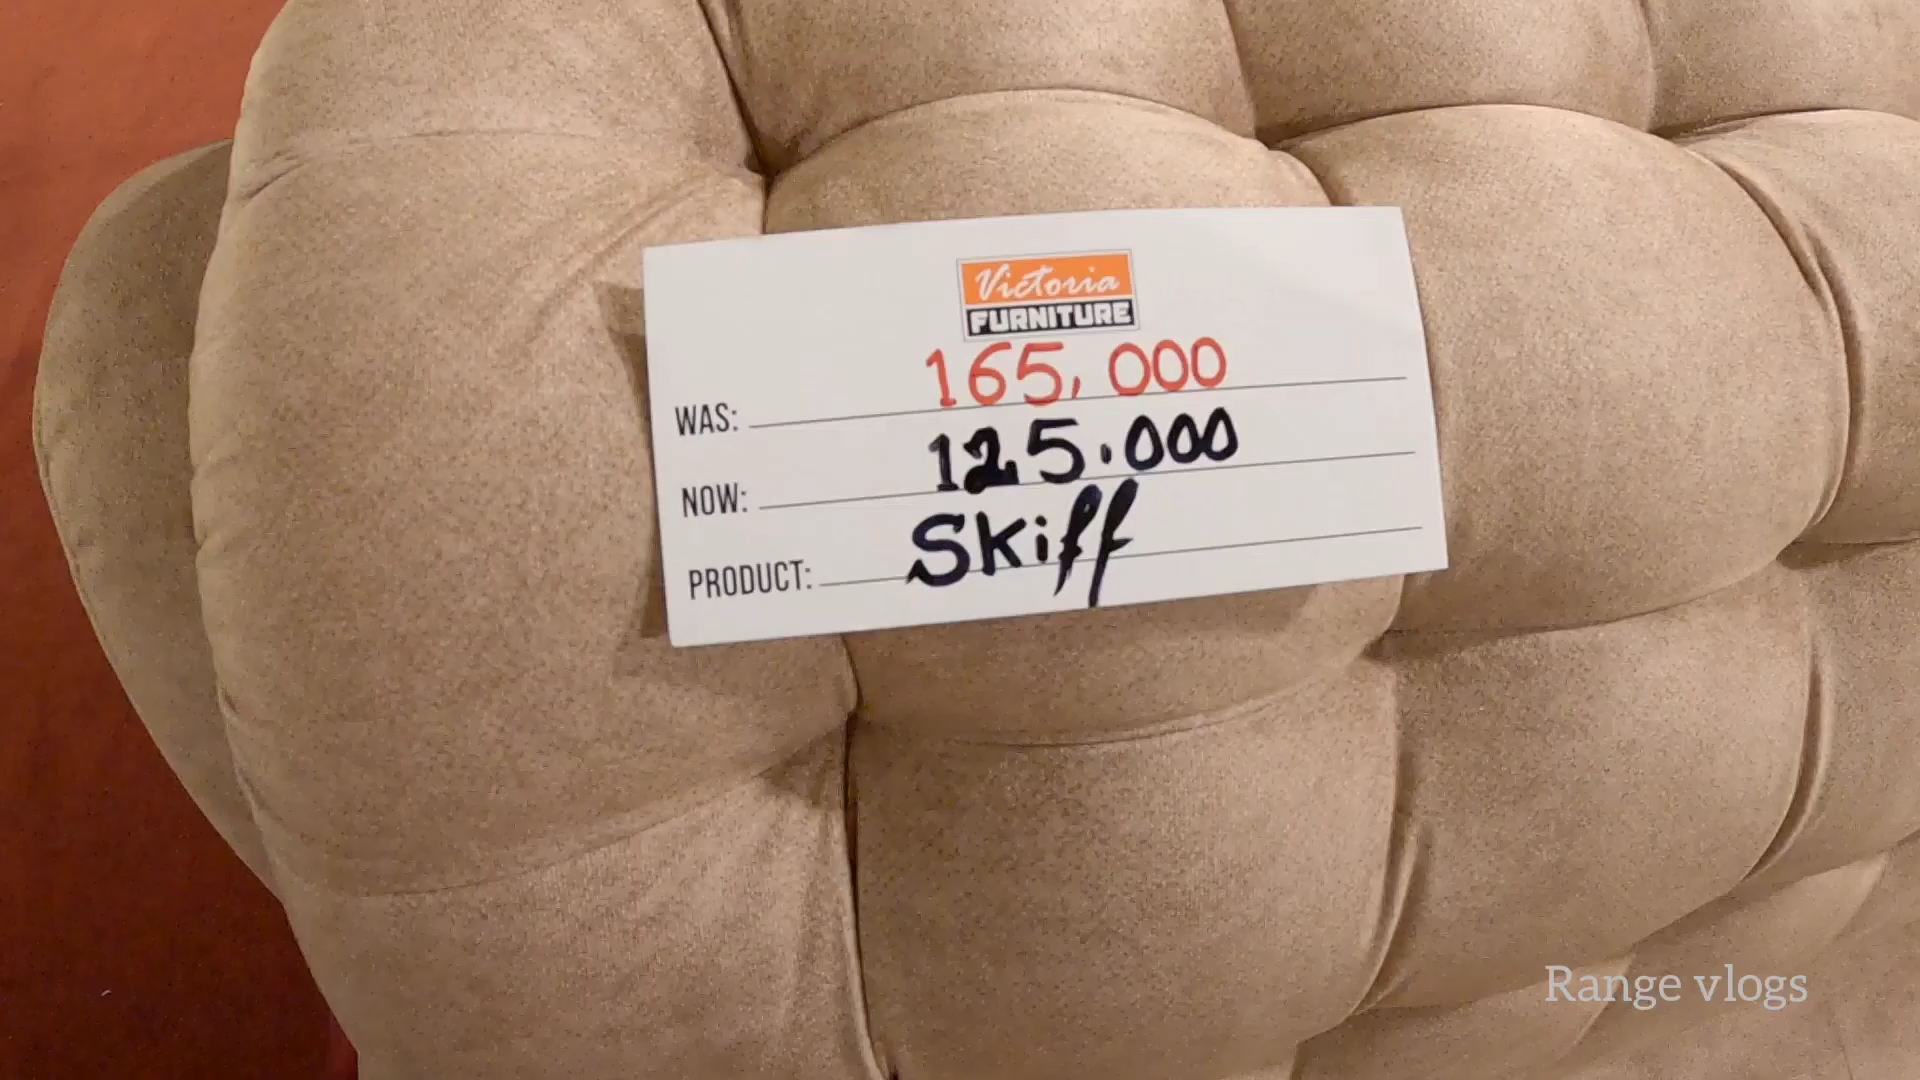 Victoria
FURNITURE
WAS: 165,000
NOW: 125.000
PRODUCT: Skiff
Range vlogs